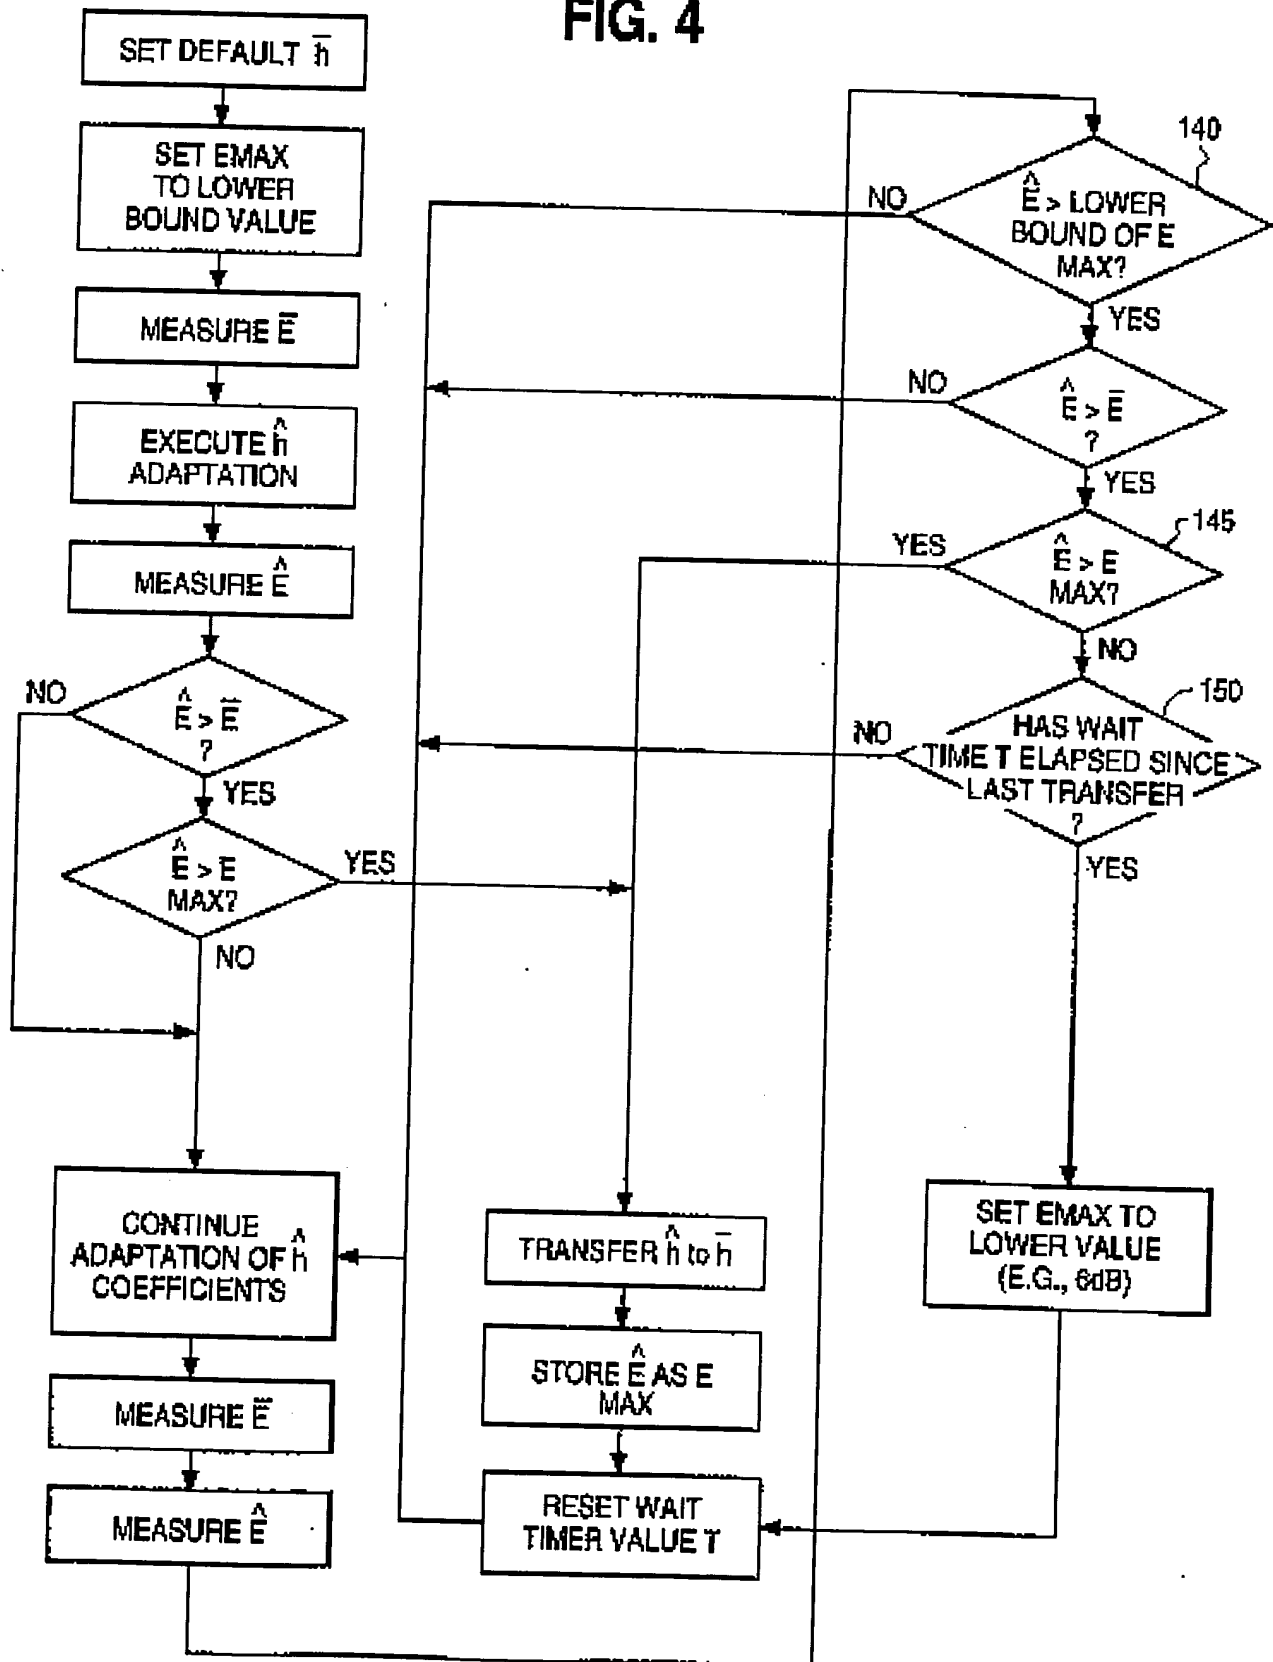 FIG. 4
SET DEFAULT h̅
SET EMAX
TO LOWER
BOUND VALUE
MEASURE E̅
EXECUTE ĥ
ADAPTATION
MEASURE Ê
Ê > E̅
?
NO
YES
Ê > E
MAX?
YES
NO
CONTINUE
ADAPTATION OF ĥ
COEFFICIENTS
MEASURE E̅
MEASURE Ê
140
Ê > LOWER
BOUND OF E
MAX?
NO
YES
Ê > E̅
?
NO
YES
145
Ê > E
MAX?
YES
NO
150
HAS WAIT
TIME T ELAPSED SINCE
LAST TRANSFER
?
NO
YES
TRANSFER ĥ to h̅
STORE Ê AS E
MAX
RESET WAIT
TIMER VALUE T
SET EMAX TO
LOWER VALUE
(E.G., 6dB)